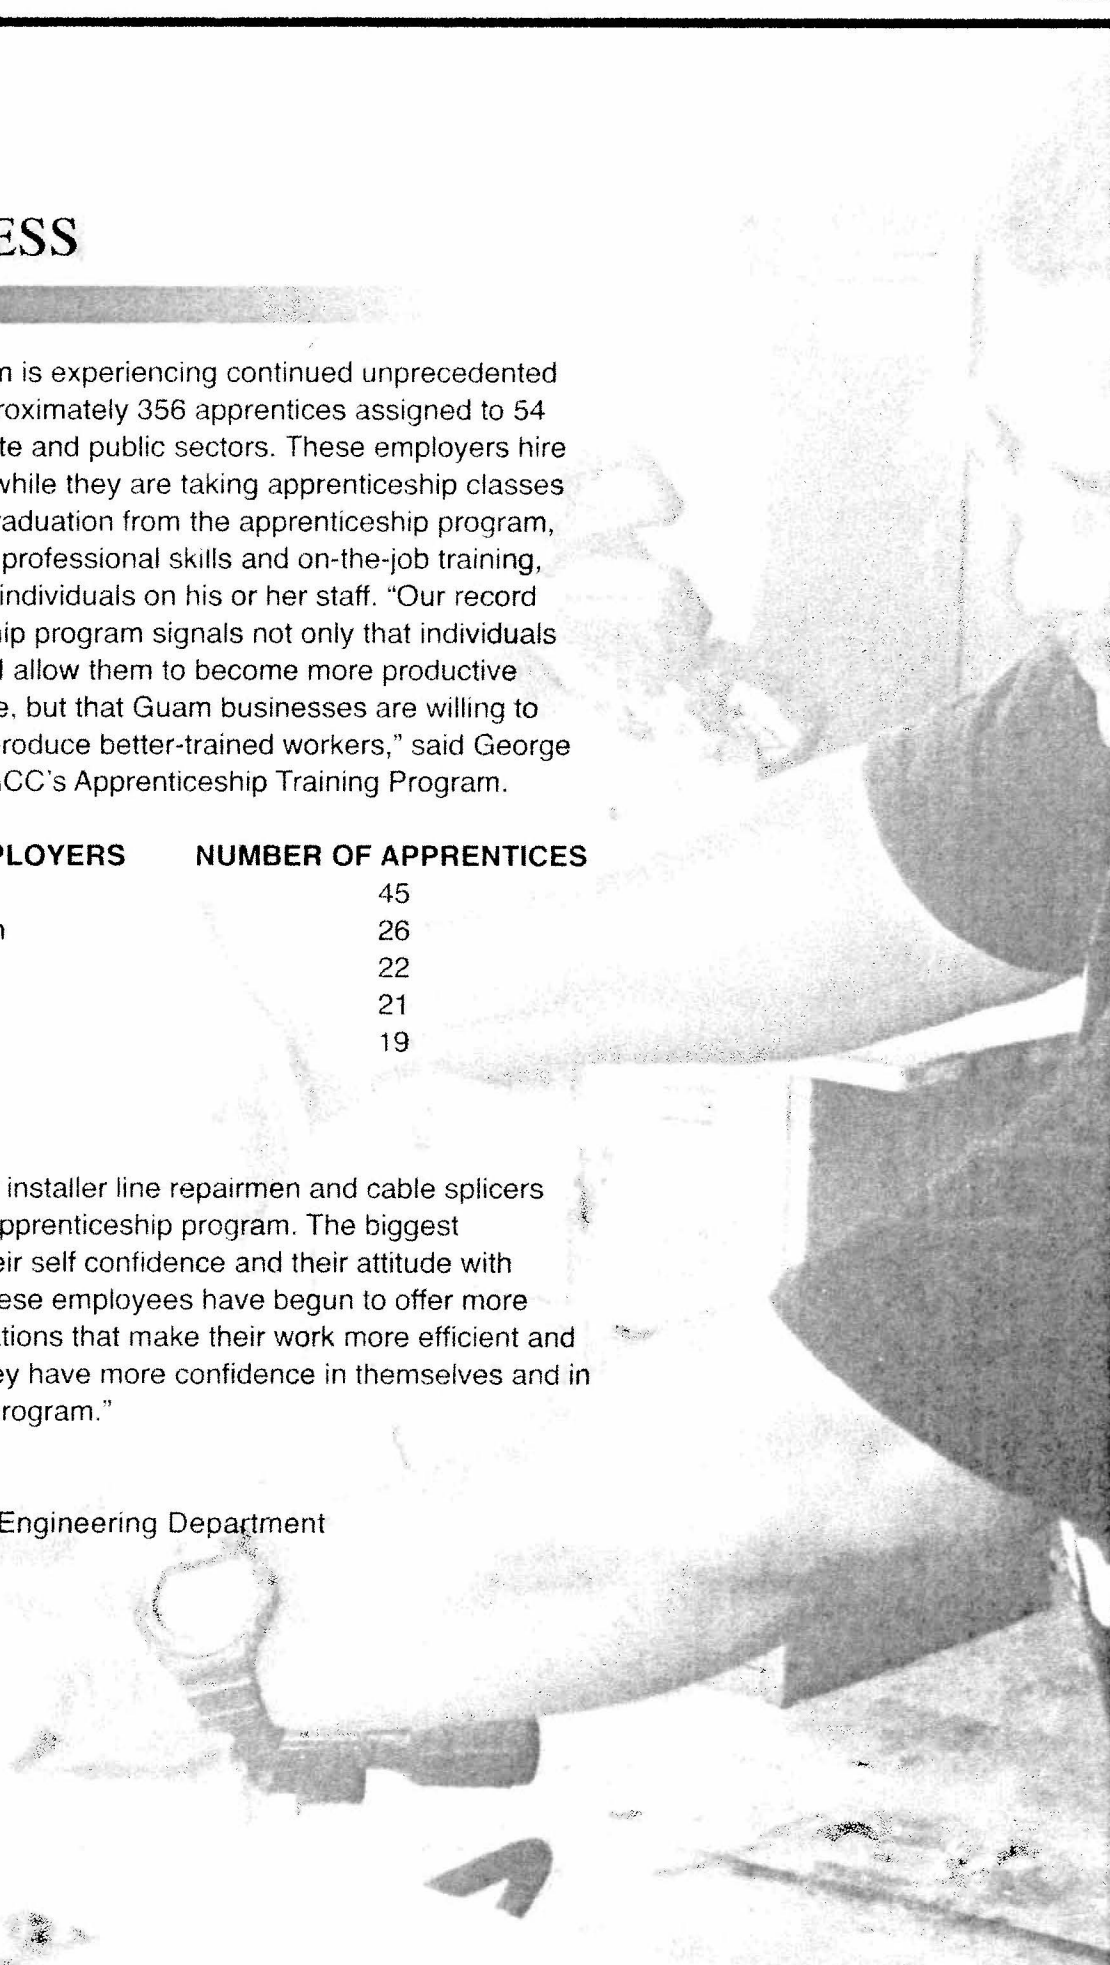 ESS
n is experiencing continued unprecedented
roximately 356 apprentices assigned to 54
te and public sectors. These employers hire
while they are taking apprenticeship classes
raduation from the apprenticeship program,
professional skills and on-the-job training,
individuals on his or her staff. “Our record
ip program signals not only that individuals
l allow them to become more productive
e, but that Guam businesses are willing to
roduce better-trained workers,” said George
CC’s Apprenticeship Training Program.
PLOYERS NUMBER OF APPRENTICES
45
n 26
22
21
19
installer line repairmen and cable splicers
pprenticeship program. The biggest
eir self confidence and their attitude with
ese employees have begun to offer more
tions that make their work more efficient and
ey have more confidence in themselves and in
rogram.”
Engineering Department